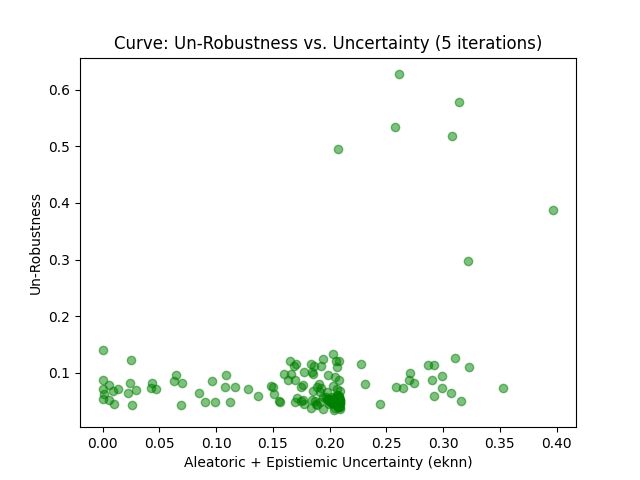 Curve: Un-Robustness vs. Uncertainty (5 iterations)
Un-Robustness
0.6
0.5
0.4
0.3
0.2
0.1
0.00 0.05 0.10 0.15 0.20 0.25 0.30 0.35 0.40
Aleatoric + Epistiemic Uncertainty (eknn)